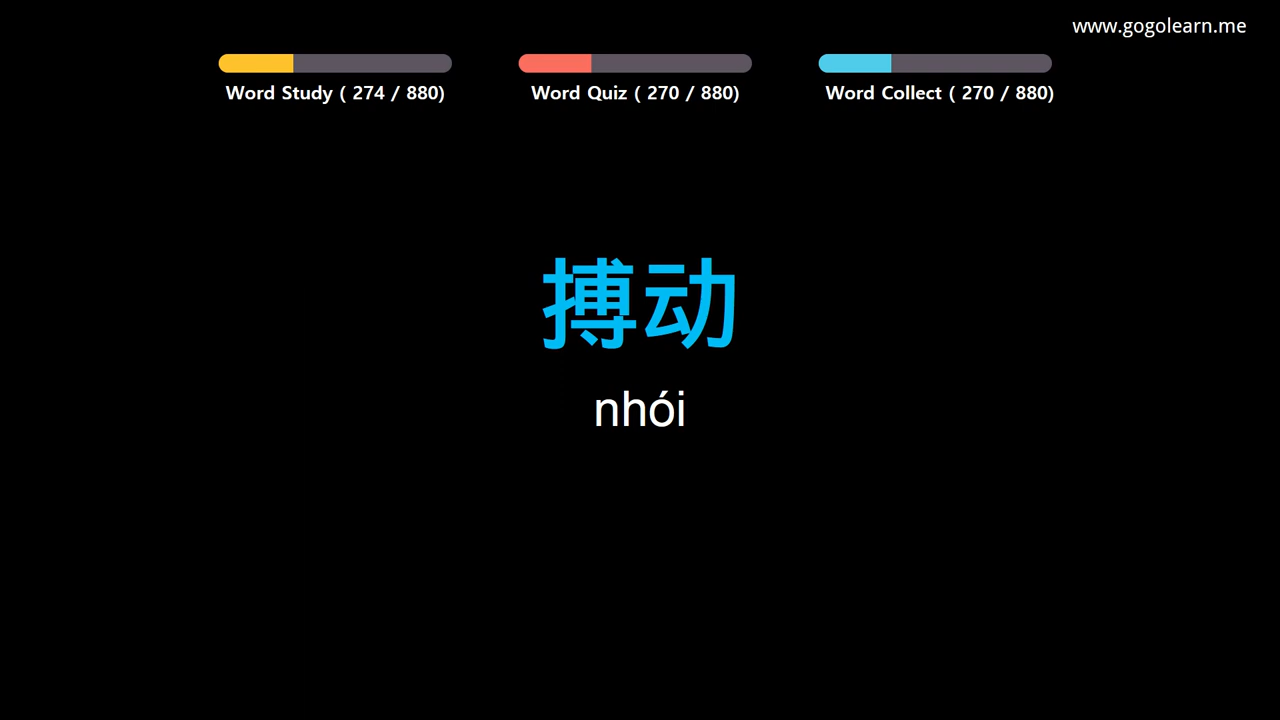 www.gogolearn.me
Word Study ( 274 / 880)
Word Quiz ( 270 / 880)
Word Collect ( 270 / 880)
搏动
nhói